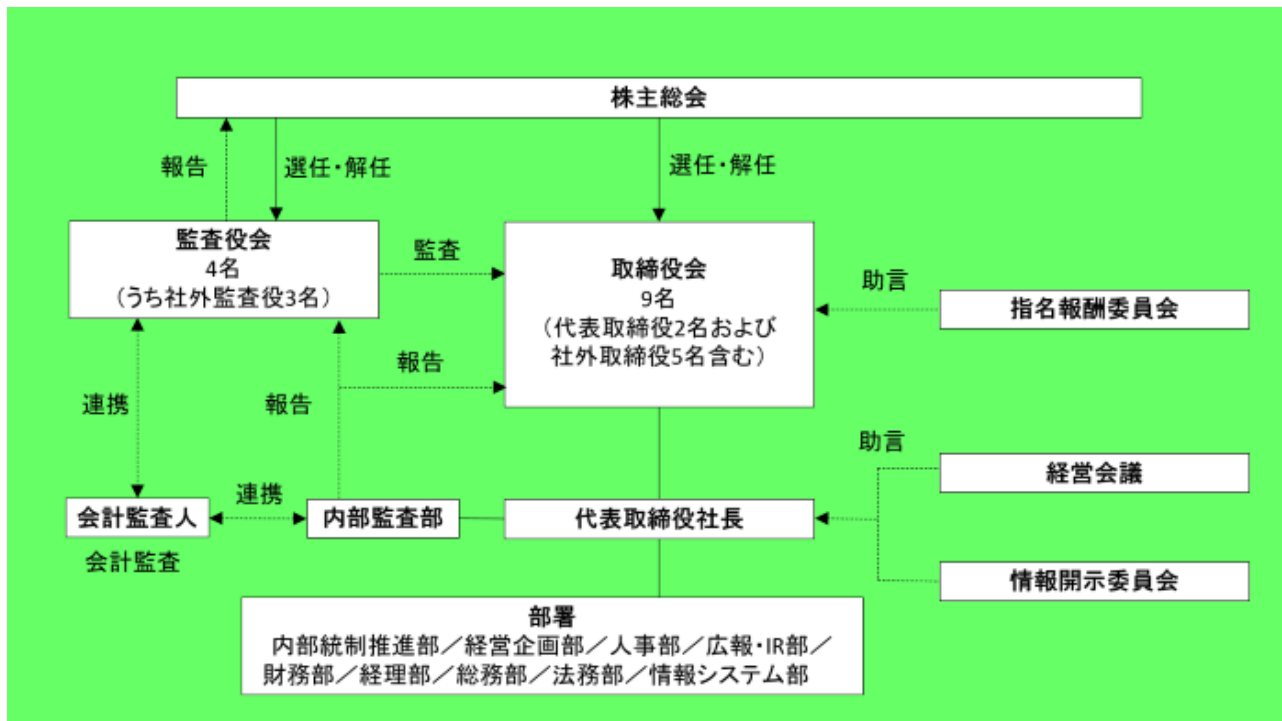 株主総会
報告
選任・解任
選任・解任
監査役会
4名
（うち社外監査役3名）
監査
取締役会
9名
（代表取締役2名および
社外取締役5名含む）
助言
指名報酬委員会
報告
連携
報告
助言
経営会議
会計監査人
連携
内部監査部
代表取締役社長
会計監査
情報開示委員会
部署
内部統制推進部／経営企画部／人事部／広報・IR部／
財務部／経理部／総務部／法務部／情報システム部